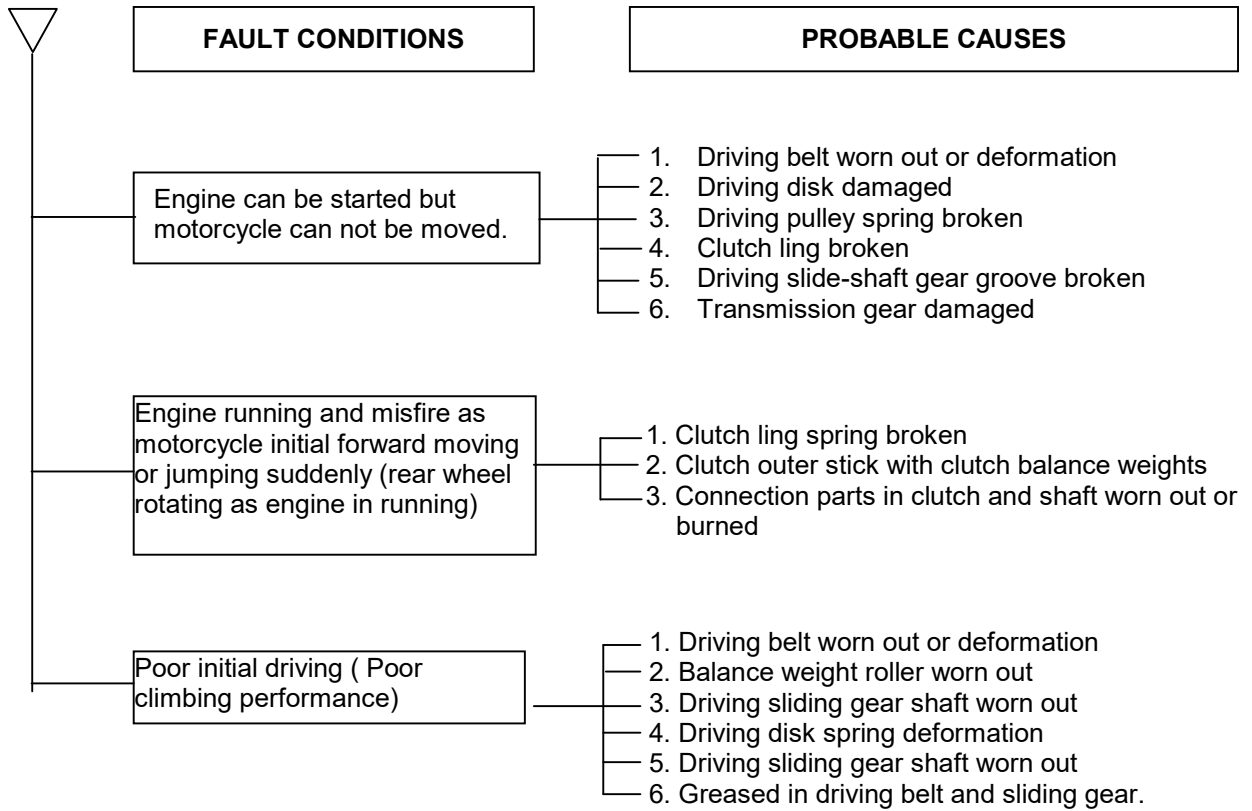 FAULT CONDITIONS
PROBABLE CAUSES
Engine can be started but
motorcycle can not be moved.
1. Driving belt worn out or deformation
2. Driving disk damaged
3. Driving pulley spring broken
4. Clutch ling broken
5. Driving slide-shaft gear groove broken
6. Transmission gear damaged
Engine running and misfire as
motorcycle initial forward moving
or jumping suddenly (rear wheel
rotating as engine in running)
1. Clutch ling spring broken
2. Clutch outer stick with clutch balance weights
3. Connection parts in clutch and shaft worn out or
burned
Poor initial driving ( Poor
climbing performance)
1. Driving belt worn out or deformation
2. Balance weight roller worn out
3. Driving sliding gear shaft worn out
4. Driving disk spring deformation
5. Driving sliding gear shaft worn out
6. Greased in driving belt and sliding gear.